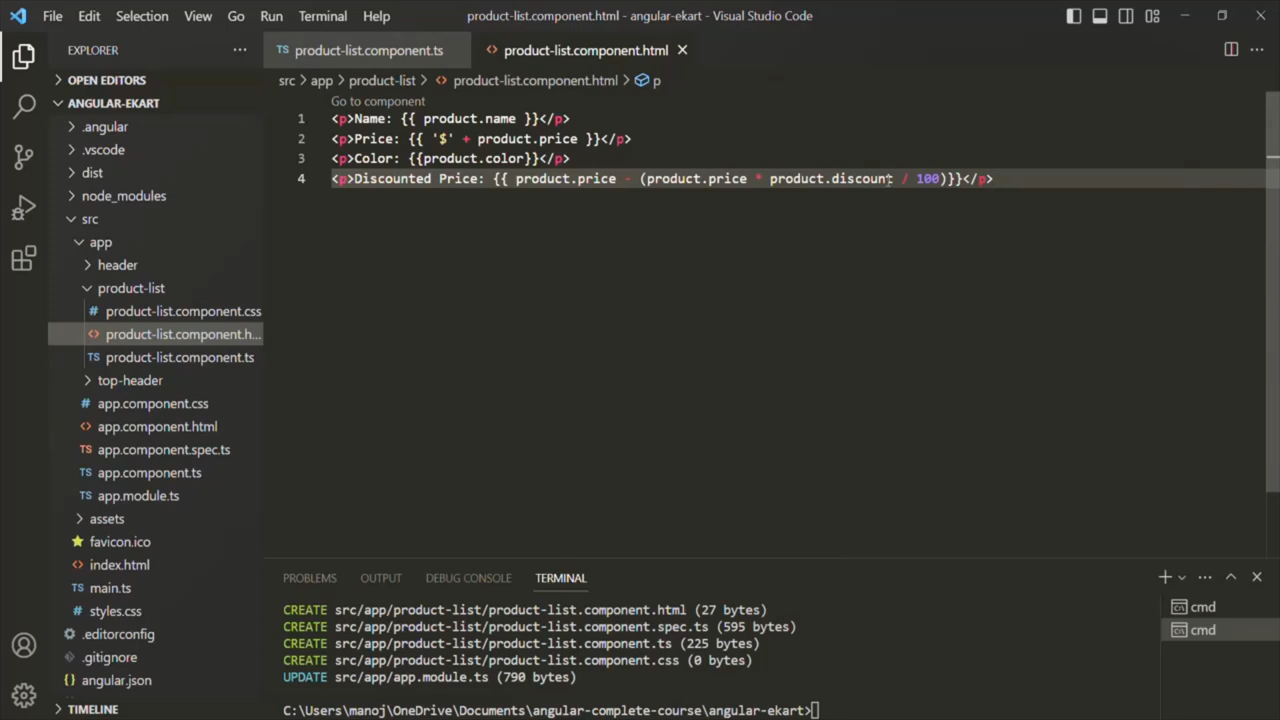 File Edit Selection View Go Run Terminal Help product-list.component.html - angular-ekart - Visual Studio Code
EXPLORER
OPEN EDITORS
ANGULAR-EKART
.angular
.vscode
dist
node_modules
src
app
header
product-list
# product-list.component.css
<> product-list.component.h...
TS product-list.component.ts
top-header
# app.component.css
<> app.component.html
TS app.component.spec.ts
TS app.component.ts
TS app.module.ts
assets
favicon.ico
<> index.html
TS main.ts
# styles.css
.editorconfig
.gitignore
{} angular.json
TIMELINE
TS product-list.component.ts <> product-list.component.html
src > app > product-list > <> product-list.component.html > p
Go to component
1 <p>Name: {{ product.name }}</p>
2 <p>Price: {{ '$' + product.price }}</p>
3 <p>Color: {{product.color}}</p>
4 <p>Discounted Price: {{ product.price - (product.price * product.discount / 100)}}</p>
PROBLEMS OUTPUT DEBUG CONSOLE TERMINAL
CREATE src/app/product-list/product-list.component.html (27 bytes)
CREATE src/app/product-list/product-list.component.spec.ts (595 bytes)
CREATE src/app/product-list/product-list.component.ts (225 bytes)
CREATE src/app/product-list/product-list.component.css (0 bytes)
UPDATE src/app/app.module.ts (790 bytes)
C:\Users\manoj\OneDrive\Documents\angular-complete-course\angular-ekart>
cmd
cmd